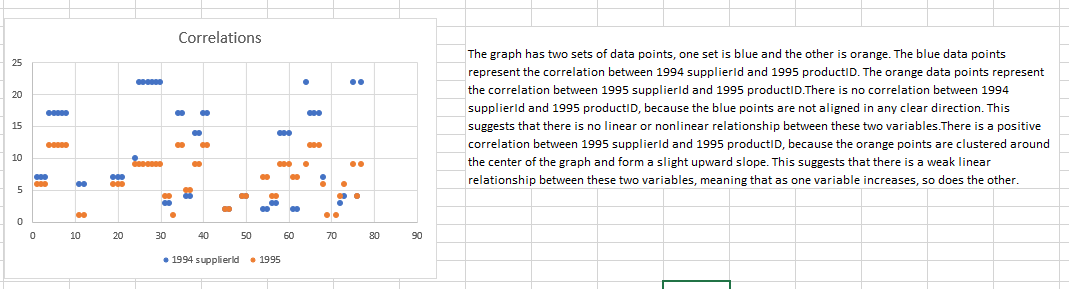 Correlations
25
20
15
10
5
0
0 10 20 30 40 50 60 70 80 90
1994 supplierId 1995
The graph has two sets of data points, one set is blue and the other is orange. The blue data points
represent the correlation between 1994 supplierId and 1995 productID. The orange data points represent
the correlation between 1995 supplierId and 1995 productID.There is no correlation between 1994
supplierId and 1995 productID, because the blue points are not aligned in any clear direction. This
suggests that there is no linear or nonlinear relationship between these two variables.There is a positive
correlation between 1995 supplierId and 1995 productID, because the orange points are clustered around
the center of the graph and form a slight upward slope. This suggests that there is a weak linear
relationship between these two variables, meaning that as one variable increases, so does the other.